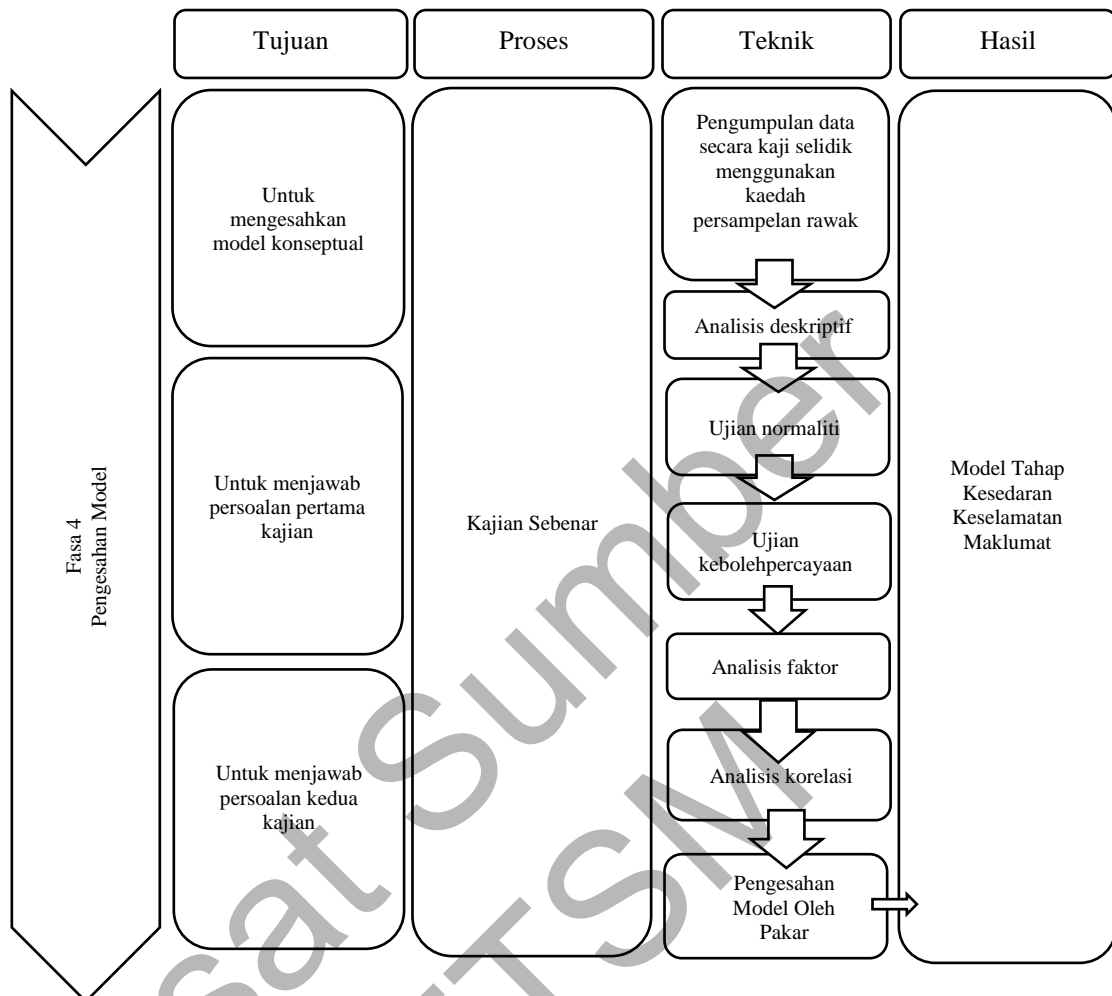 Tujuan
Proses
Teknik
Hasil
Fasa 4
Pengesahan Model
Untuk
mengesahkan
model konseptual
Untuk menjawab
persoalan pertama
kajian
Untuk menjawab
persoalan kedua
kajian
Kajian Sebenar
Pengumpulan data
secara kaji selidik
menggunakan
kaedah
persampelan rawak
Analisis deskriptif
Ujian normaliti
Ujian
kebolehpercayaan
Analisis faktor
Analisis korelasi
Pengesahan
Model Oleh
Pakar
Model Tahap
Kesedaran
Keselamatan
Maklumat
Sumber